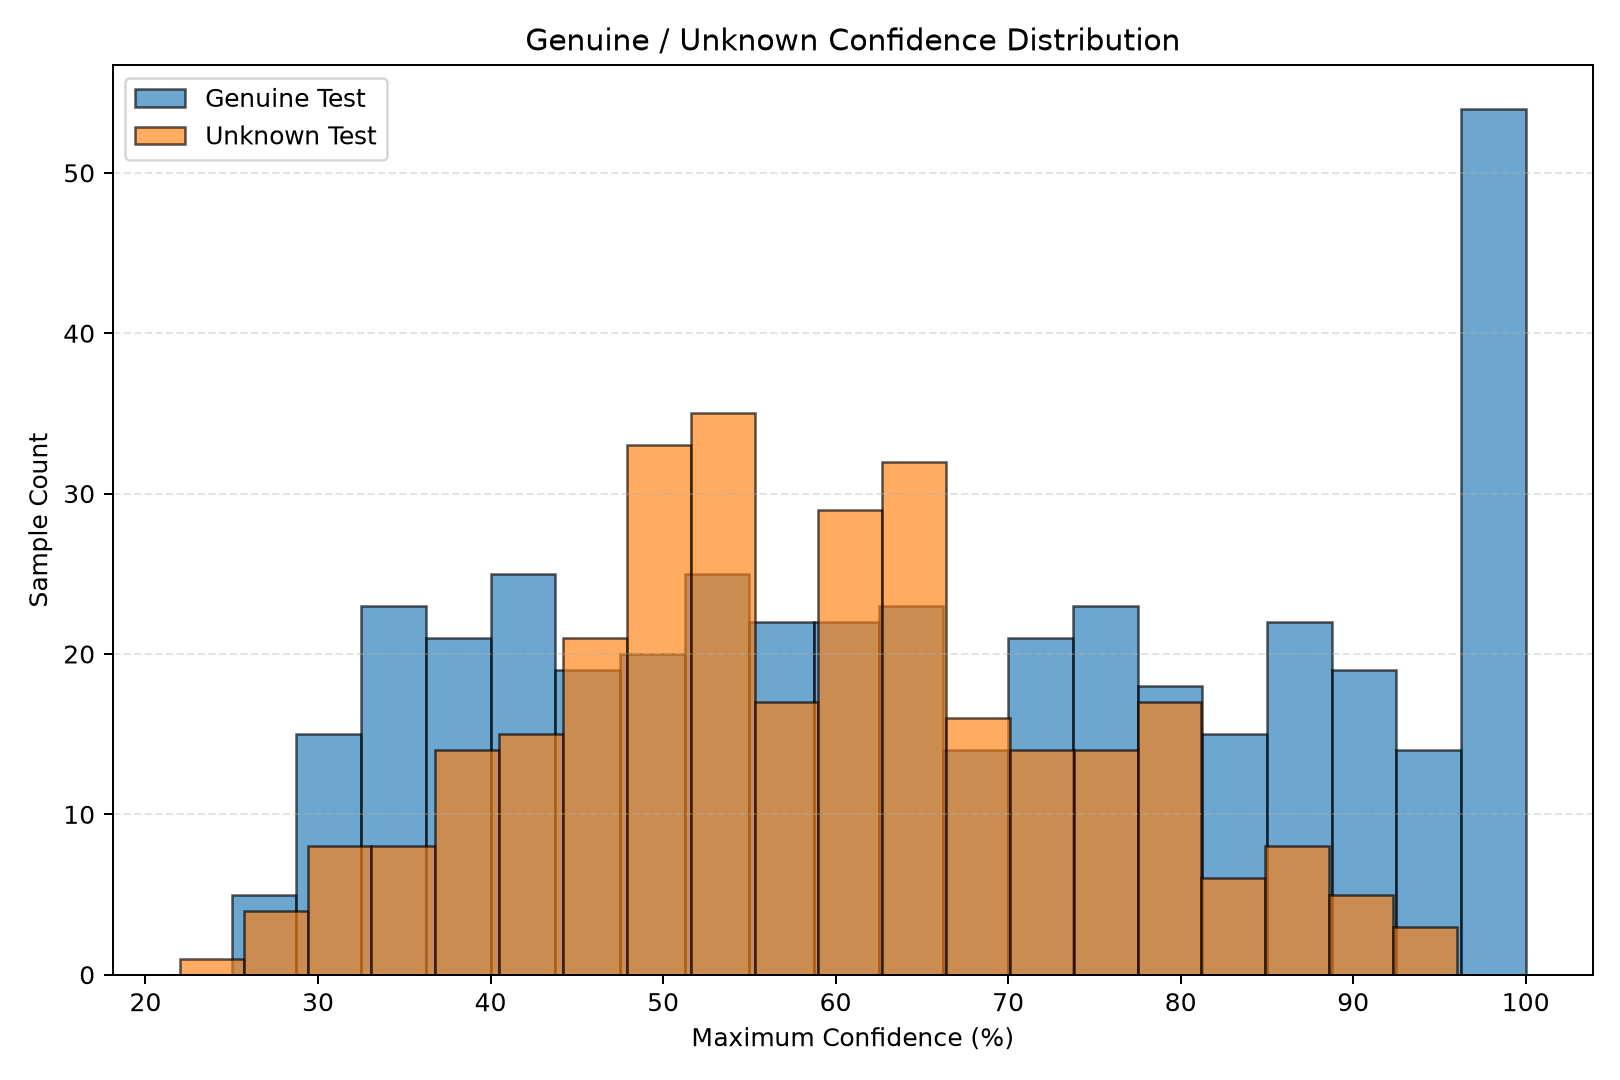 Genuine / Unknown Confidence Distribution
Genuine Test
Unknown Test
50
40
30
20
10
0
Sample Count
20 30 40 50 60 70 80 90 100
Maximum Confidence (%)